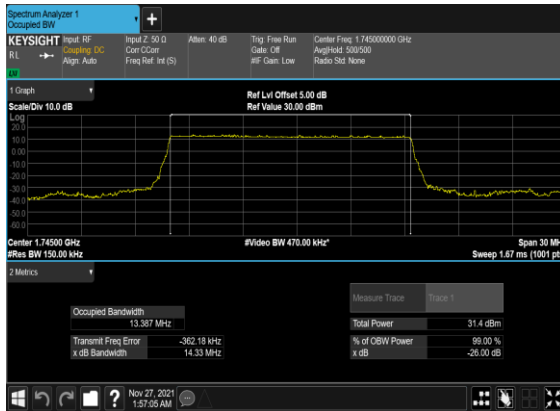 Spectrum Analyzer 1
Occupied BW
KEYSIGHT Input: RF Input Z: 50 Ω Atten: 40 dB Trig: Free Run Center Freq: 1.745000000 GHz
RL Coupling: DC Corr CCorr Gate: Off Avg|Hold: 500/500
Align: Auto Freq Ref: Int (S) #IF Gain: Low Radio Std: None
1 Graph
Ref Lvl Offset 5.00 dB
Scale/Div 10.0 dB Ref Value 30.00 dBm
Log
20.0
10.0
0.00
-10.0
-20.0
-30.0
-40.0
-50.0
-60.0
Center 1.74500 GHz #Video BW 470.00 kHz* Span 30 MH
#Res BW 150.00 kHz Sweep 1.67 ms (1001 pt
2 Metrics
Measure Trace Trace 1
Occupied Bandwidth
13.387 MHz Total Power 31.4 dBm
Transmit Freq Error -362.18 kHz % of OBW Power 99.00 %
x dB Bandwidth 14.33 MHz x dB -26.00 dB
Nov 27, 2021
1:57:05 AM